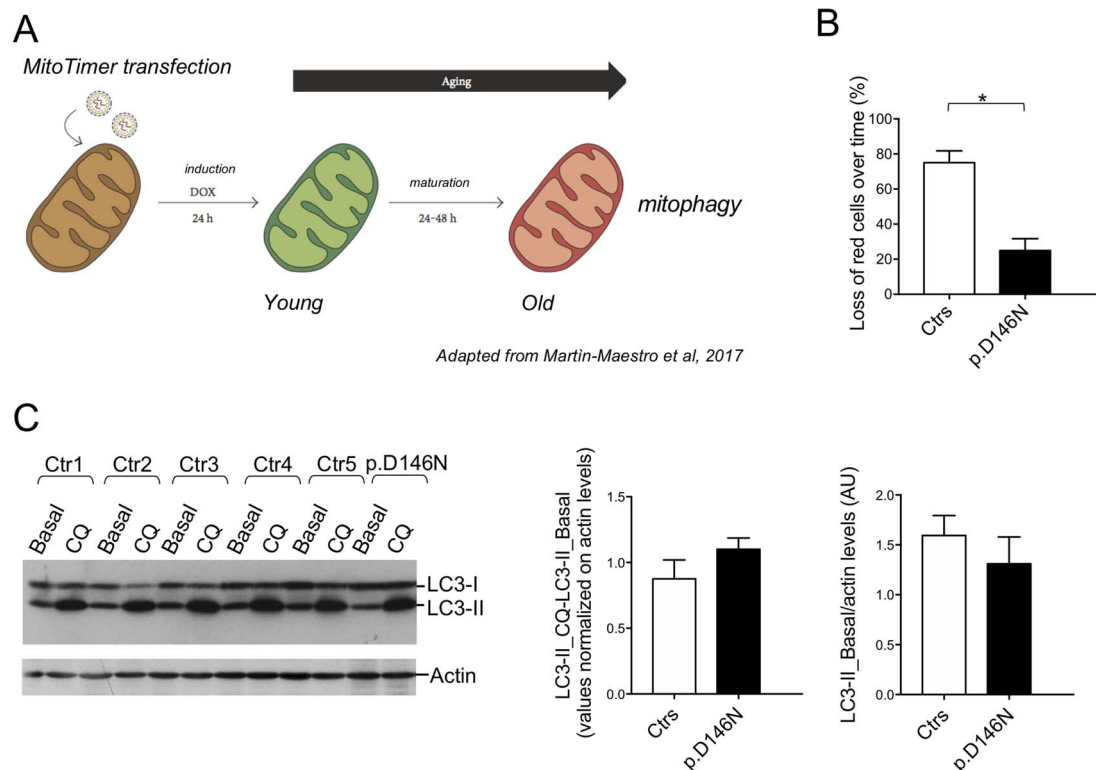 A
MitoTimer transfection
Aging
induction
DOX
24 h
maturation
24-48 h
mitophagy
Young
Old
Adapted from Martìn-Maestro et al, 2017
B
Loss of red cells over time (%)
100
80
60
40
20
0
*
Ctrs
p.D146N
C
Ctr1 Ctr2 Ctr3 Ctr4 Ctr5 p.D146N
Basal CQ Basal CQ Basal CQ Basal CQ Basal CQ Basal CQ
LC3-I
LC3-II
Actin
LC3-II_CQ-LC3-II_Basal
(values normalized on actin levels)
1.5
1.0
0.5
0.0
Ctrs
p.D146N
LC3-II_Basal/actin levels (AU)
2.0
1.5
1.0
0.5
0.0
Ctrs
p.D146N